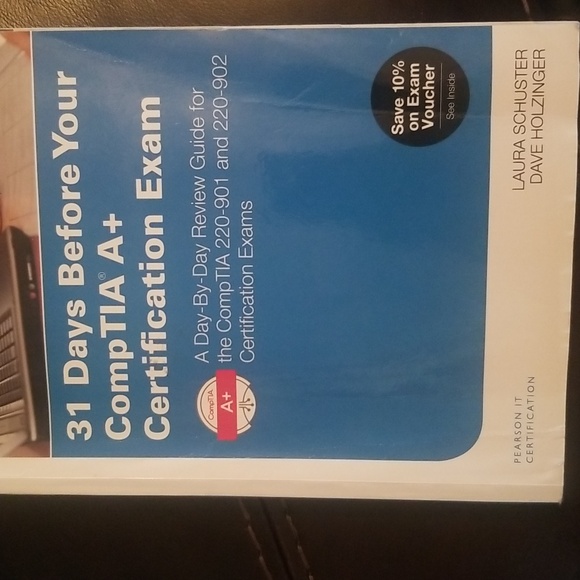 31 Days Before Your
CompTIA® A+
Certification Exam
CompTIA.
A+
A Day-By-Day Review Guide for
the CompTIA 220-901 and 220-902
Certification Exams
Save 10%
on Exam
Voucher
See Inside
PEARSON IT
CERTIFICATION
LAURA SCHUSTER
DAVE HOLZINGER